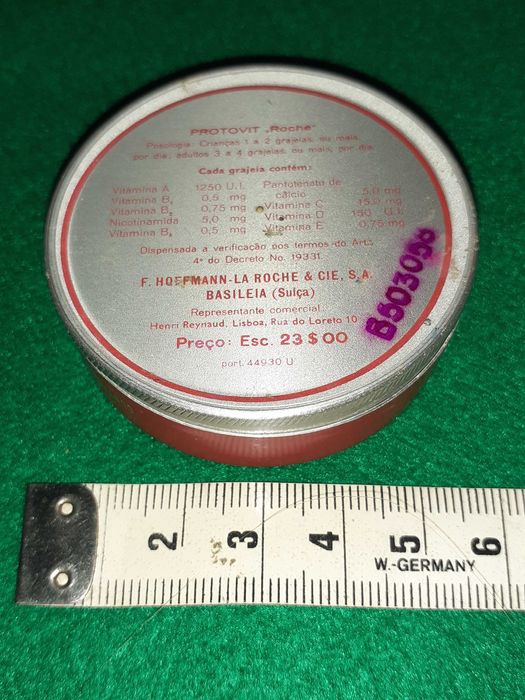 PROTOVIT „Roche"
Posologia: Crianças 1 a 2 grajeias, ou mais,
por dia; adultos 3 a 4 grajeias, ou mais, por dia.
Cada grajeia contém:
Vitamina A 1250 U.I. Pantotenato de
Vitamina B₁ 0,5 mg cálcio 5,0 mg
Vitamina B₂ 0,75 mg Vitamina C 15,0 mg
Nicotinamida 5,0 mg Vitamina D 150 U.I.
Vitamina B₆ 0,5 mg Vitamina E 0,75 mg
Dispensada a verificação nos termos do Art.
4º do Decreto No. 19331.
F. HOFFMANN-LA ROCHE & CIE, S.A.
BASILEIA (Suíça)
Representante comercial
Henri Reynaud, Lisboa, Rua do Loreto 10
Preço: Esc. 23$00
port. 44930 U
2 3 4 5 6
W.-GERMANY